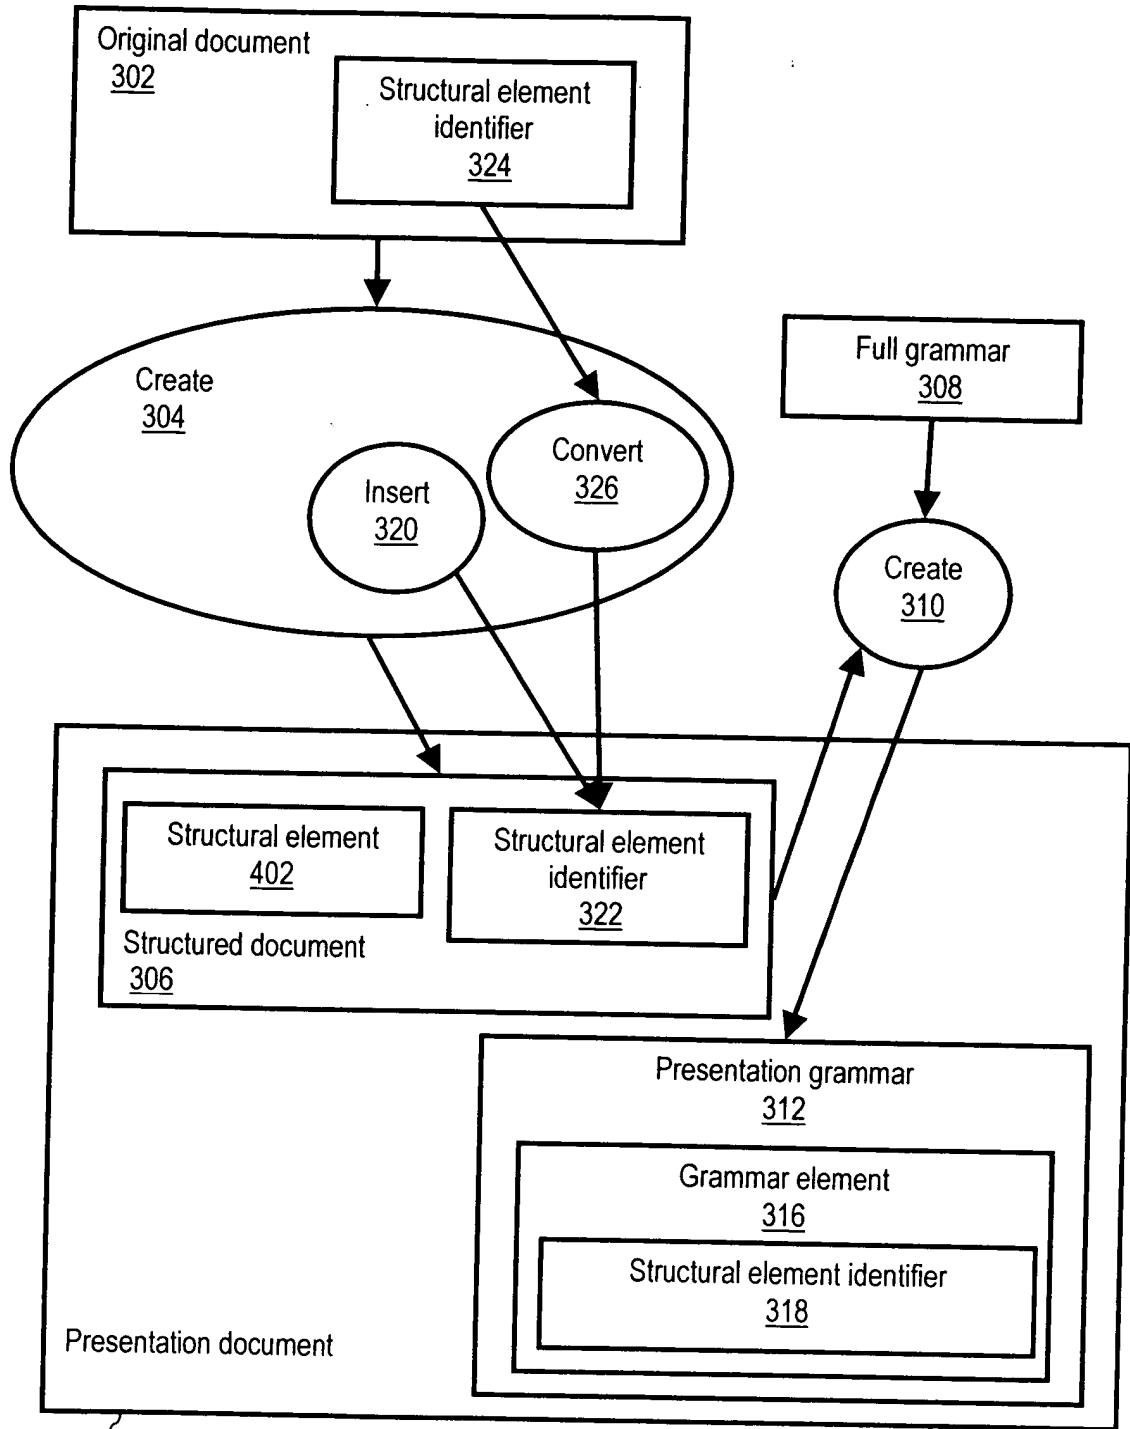 Original document
302
Structural element
identifier
324
Create
304
Full grammar
308
Convert
326
Insert
320
Create
310
Structural element
402
Structural element
identifier
322
Structured document
306
Presentation grammar
312
Grammar element
316
Structural element identifier
318
Presentation document